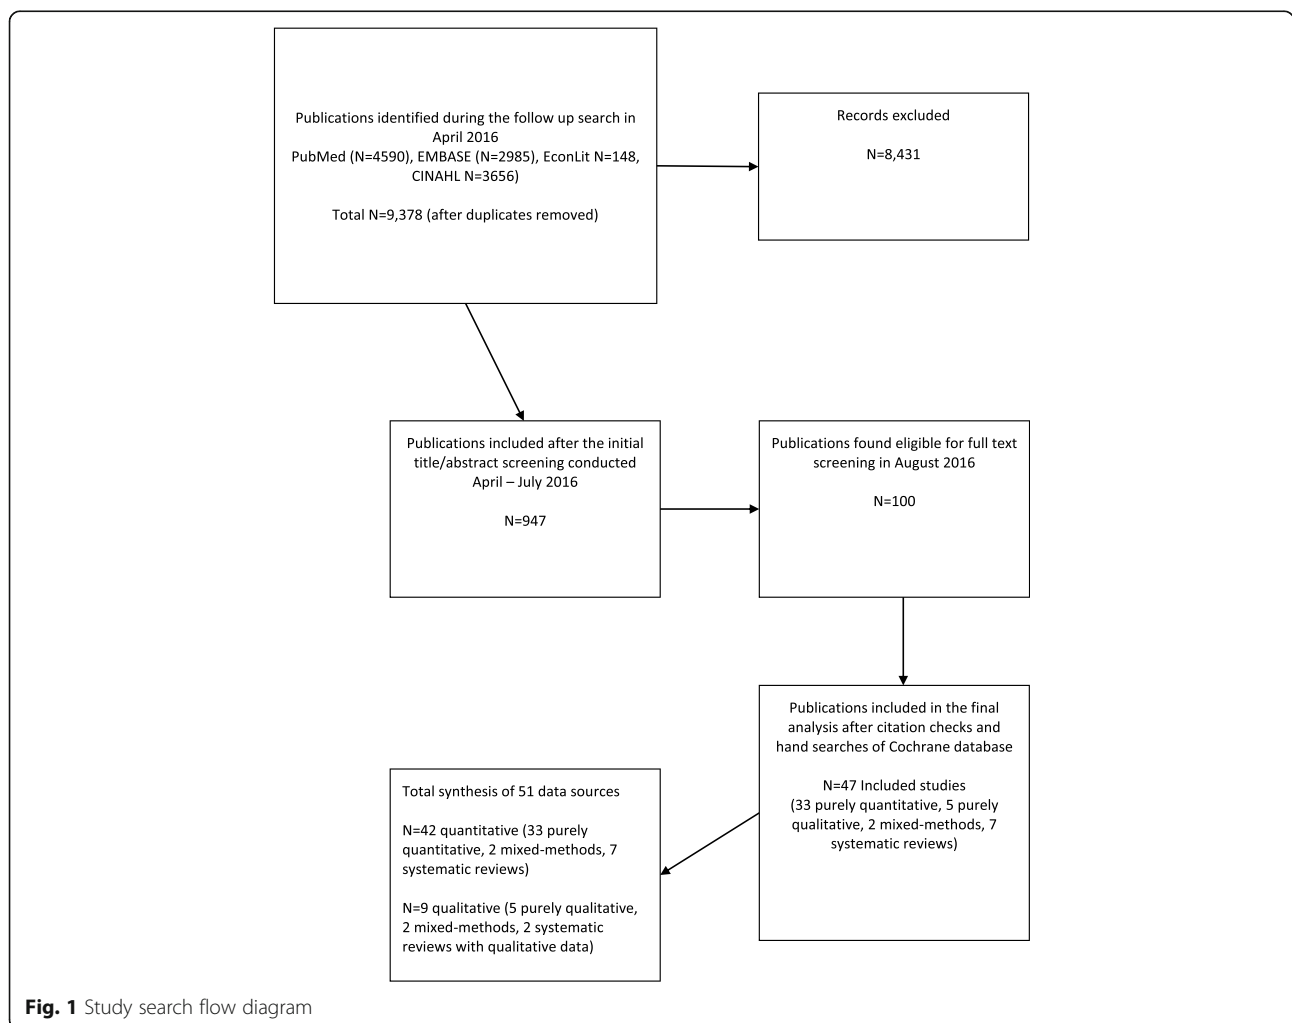 Publications identified during the follow up search in
April 2016
PubMed (N=4590), EMBASE (N=2985), EconLit N=148,
CINAHL N=3656)
Total N=9,378 (after duplicates removed)
Records excluded
N=8,431
Publications included after the initial
title/abstract screening conducted
April – July 2016
N=947
Publications found eligible for full text
screening in August 2016
N=100
Publications included in the final
analysis after citation checks and
hand searches of Cochrane database
N=47 Included studies
(33 purely quantitative, 5 purely
qualitative, 2 mixed-methods, 7
systematic reviews)
Total synthesis of 51 data sources
N=42 quantitative (33 purely
quantitative, 2 mixed-methods, 7
systematic reviews)
N=9 qualitative (5 purely qualitative,
2 mixed-methods, 2 systematic
reviews with qualitative data)
Fig. 1 Study search flow diagram